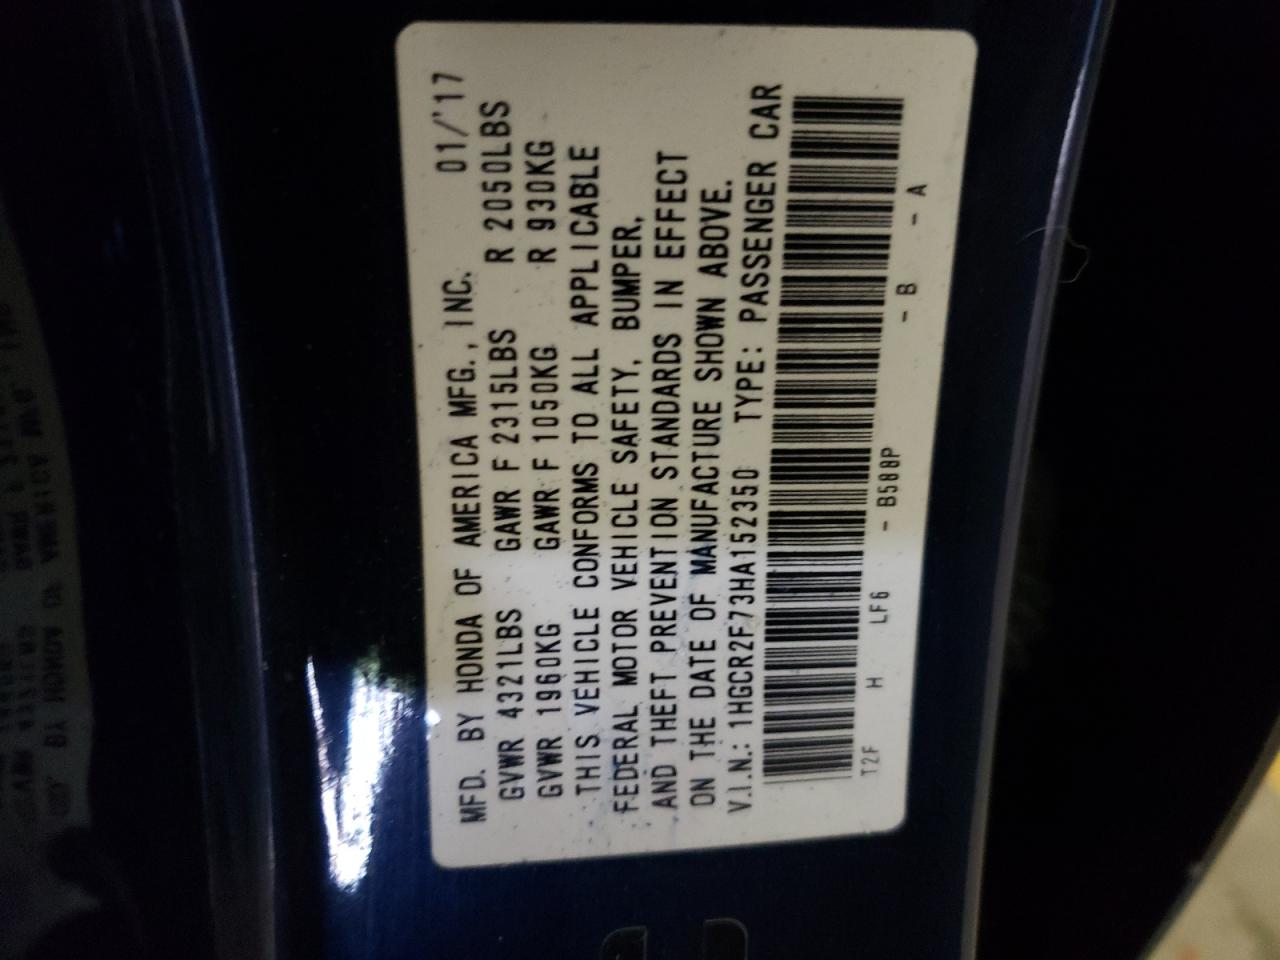 MFD. BY HONDA OF AMERICA MFG., INC. 01/'17
GVWR 4321LBS GAWR F 2315LBS R 2050LBS
GVWR 1960KG GAWR F 1050KG R 930KG
THIS VEHICLE CONFORMS TO ALL APPLICABLE
FEDERAL MOTOR VEHICLE SAFETY, BUMPER,
AND THEFT PREVENTION STANDARDS IN EFFECT
ON THE DATE OF MANUFACTURE SHOWN ABOVE.
V.I.N.: 1HGCR2F73HA152350 TYPE: PASSENGER CAR
T2F H LF6 - B588P - B - A